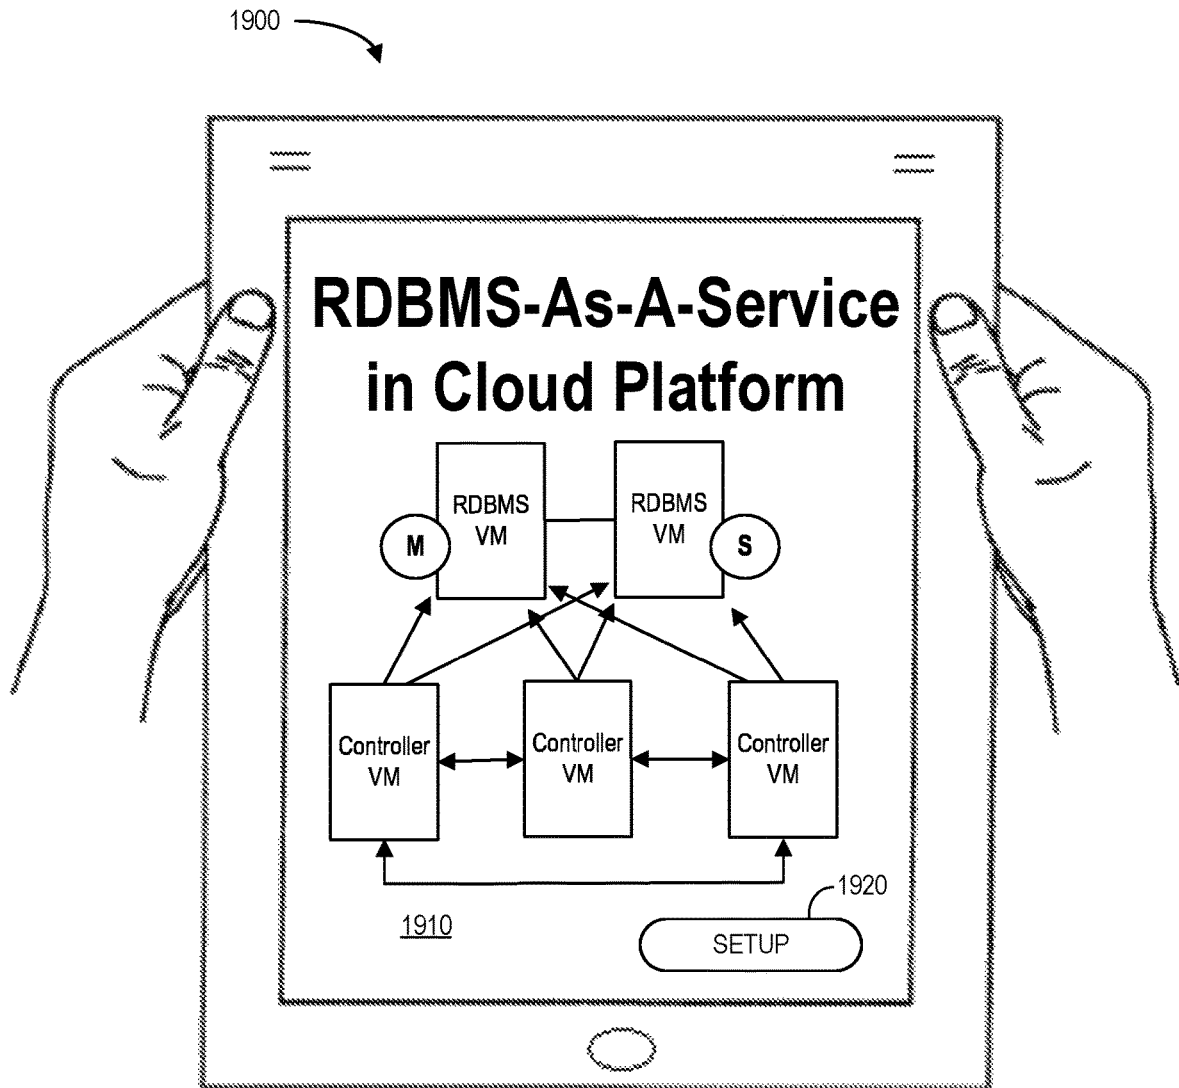 1900
RDBMS-As-A-Service
in Cloud Platform
RDBMS
VM
RDBMS
VM
M
S
Controller
VM
Controller
VM
Controller
VM
1910
1920
SETUP